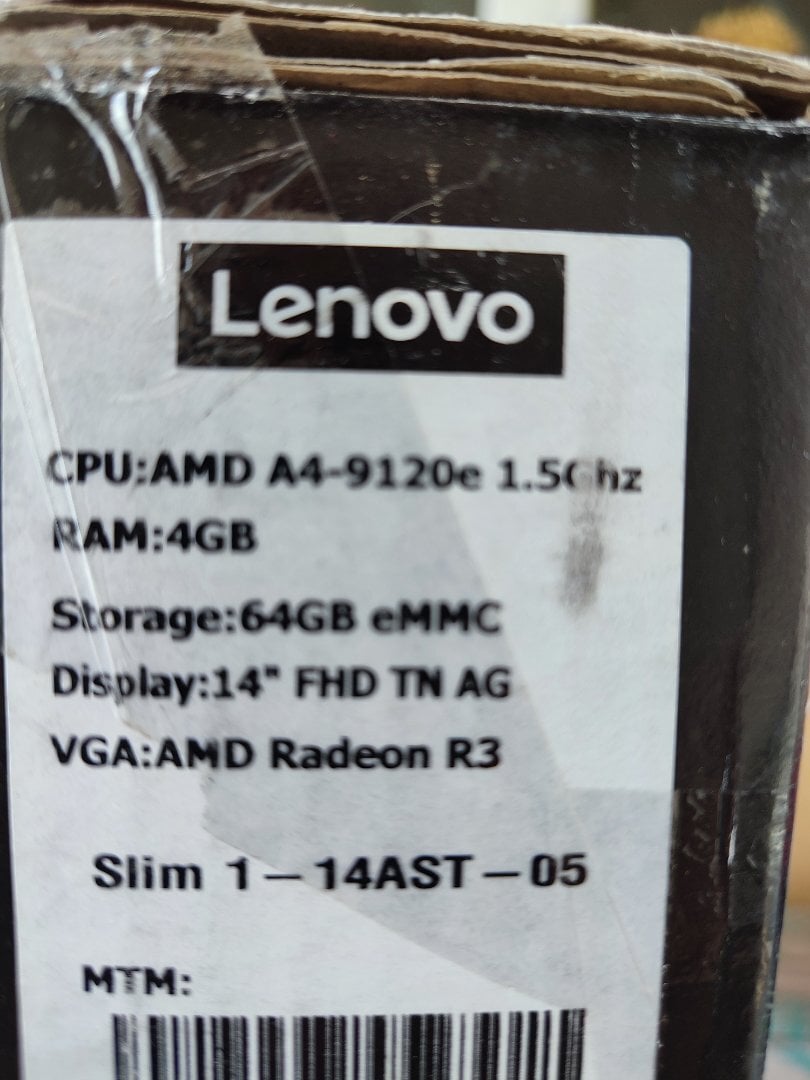 Lenovo
CPU:AMD A4-9120e 1.5Ghz
RAM:4GB
Storage:64GB eMMC
Display:14" FHD TN AG
VGA:AMD Radeon R3
Slim 1-14AST-05
MTM: